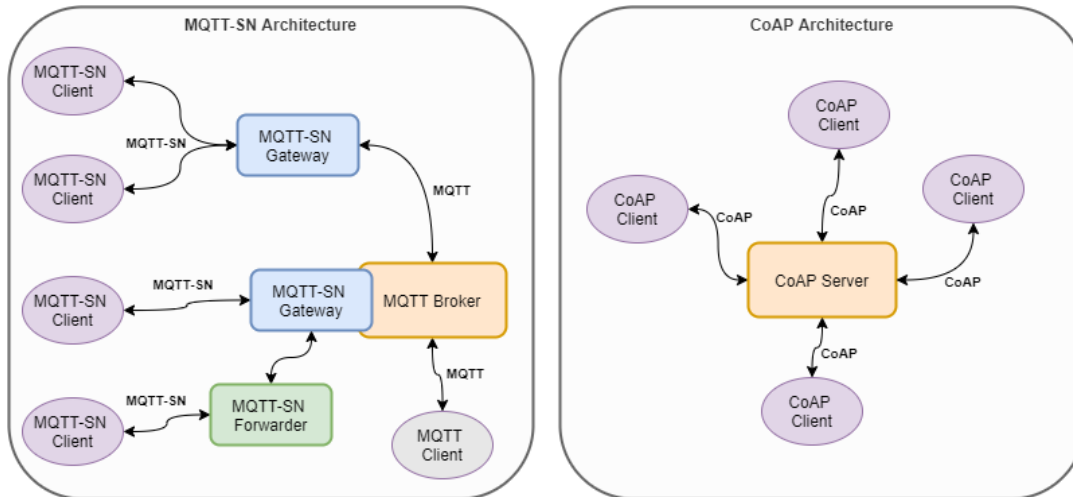 MQTT-SN Architecture
MQTT-SN
Client
MQTT-SN
MQTT-SN
Client
MQTT-SN
Gateway
MQTT
MQTT-SN
Client
MQTT-SN
MQTT-SN
Gateway
MQTT Broker
MQTT-SN
Client
MQTT-SN
MQTT-SN
Forwarder
MQTT
MQTT
Client
CoAP Architecture
CoAP
Client
CoAP
Client
CoAP
Client
CoAP
CoAP
CoAP
CoAP Server
CoAP
CoAP
Client